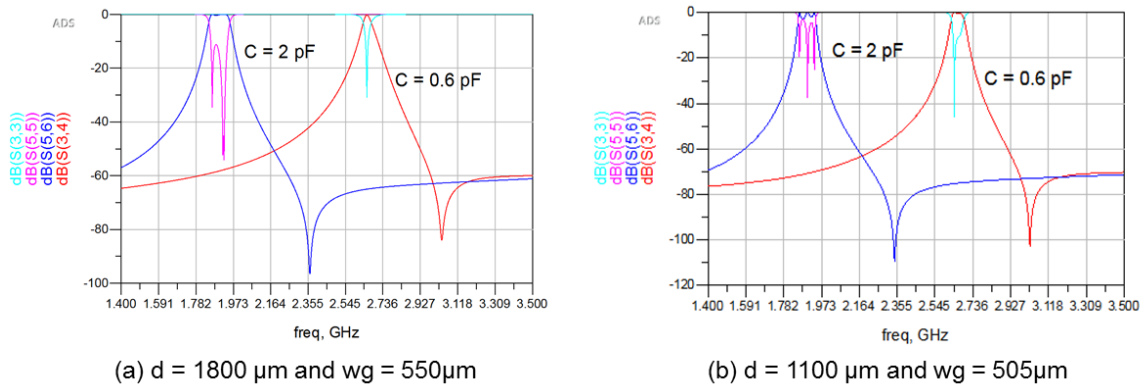 ADS
0
-20
-40
-60
-80
-100
dB(S(3,3))
dB(S(5,5))
dB(S(5,6))
dB(S(3,4))
C = 2 pF
C = 0.6 pF
1.400 1.591 1.782 1.973 2.164 2.355 2.545 2.736 2.927 3.118 3.309 3.500
freq, GHz
(a) d = 1800 µm and wg = 550µm
ADS
0
-20
-40
-60
-80
-100
-120
dB(S(3,3))
dB(S(5,5))
dB(S(5,6))
dB(S(3,4))
C = 2 pF
C = 0.6 pF
1.400 1.591 1.782 1.973 2.164 2.355 2.545 2.736 2.927 3.118 3.309 3.500
freq, GHz
(b) d = 1100 µm and wg = 505µm